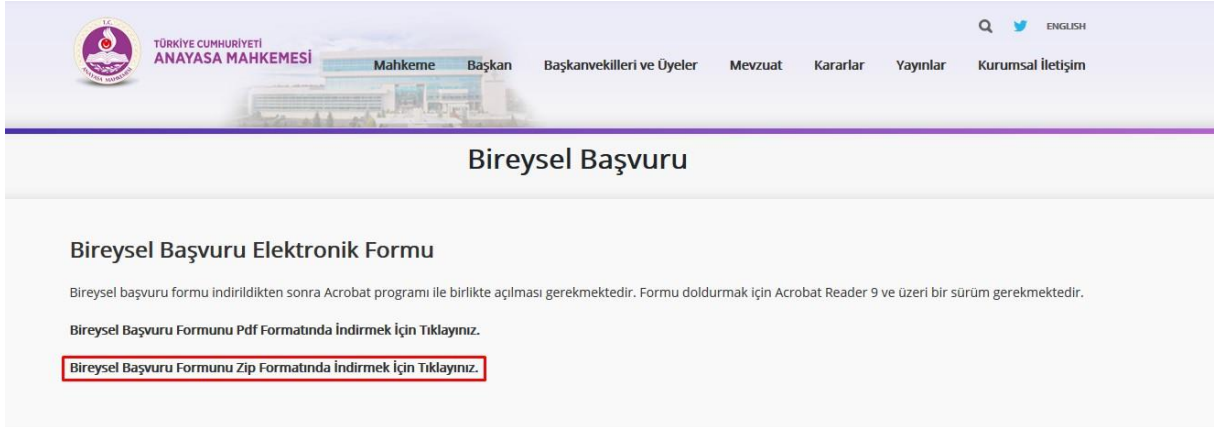 T.C.
ANAYASA MAHKEMESİ
TÜRKİYE CUMHURİYETİ
ANAYASA MAHKEMESİ
ENGLISH
Mahkeme Başkan Başkanvekilleri ve Üyeler Mevzuat Kararlar Yayınlar Kurumsal İletişim
Bireysel Başvuru
Bireysel Başvuru Elektronik Formu
Bireysel başvuru formu indirildikten sonra Acrobat programı ile birlikte açılması gerekmektedir. Formu doldurmak için Acrobat Reader 9 ve üzeri bir sürüm gerekmektedir.
Bireysel Başvuru Formunu Pdf Formatında İndirmek İçin Tıklayınız.
Bireysel Başvuru Formunu Zip Formatında İndirmek İçin Tıklayınız.